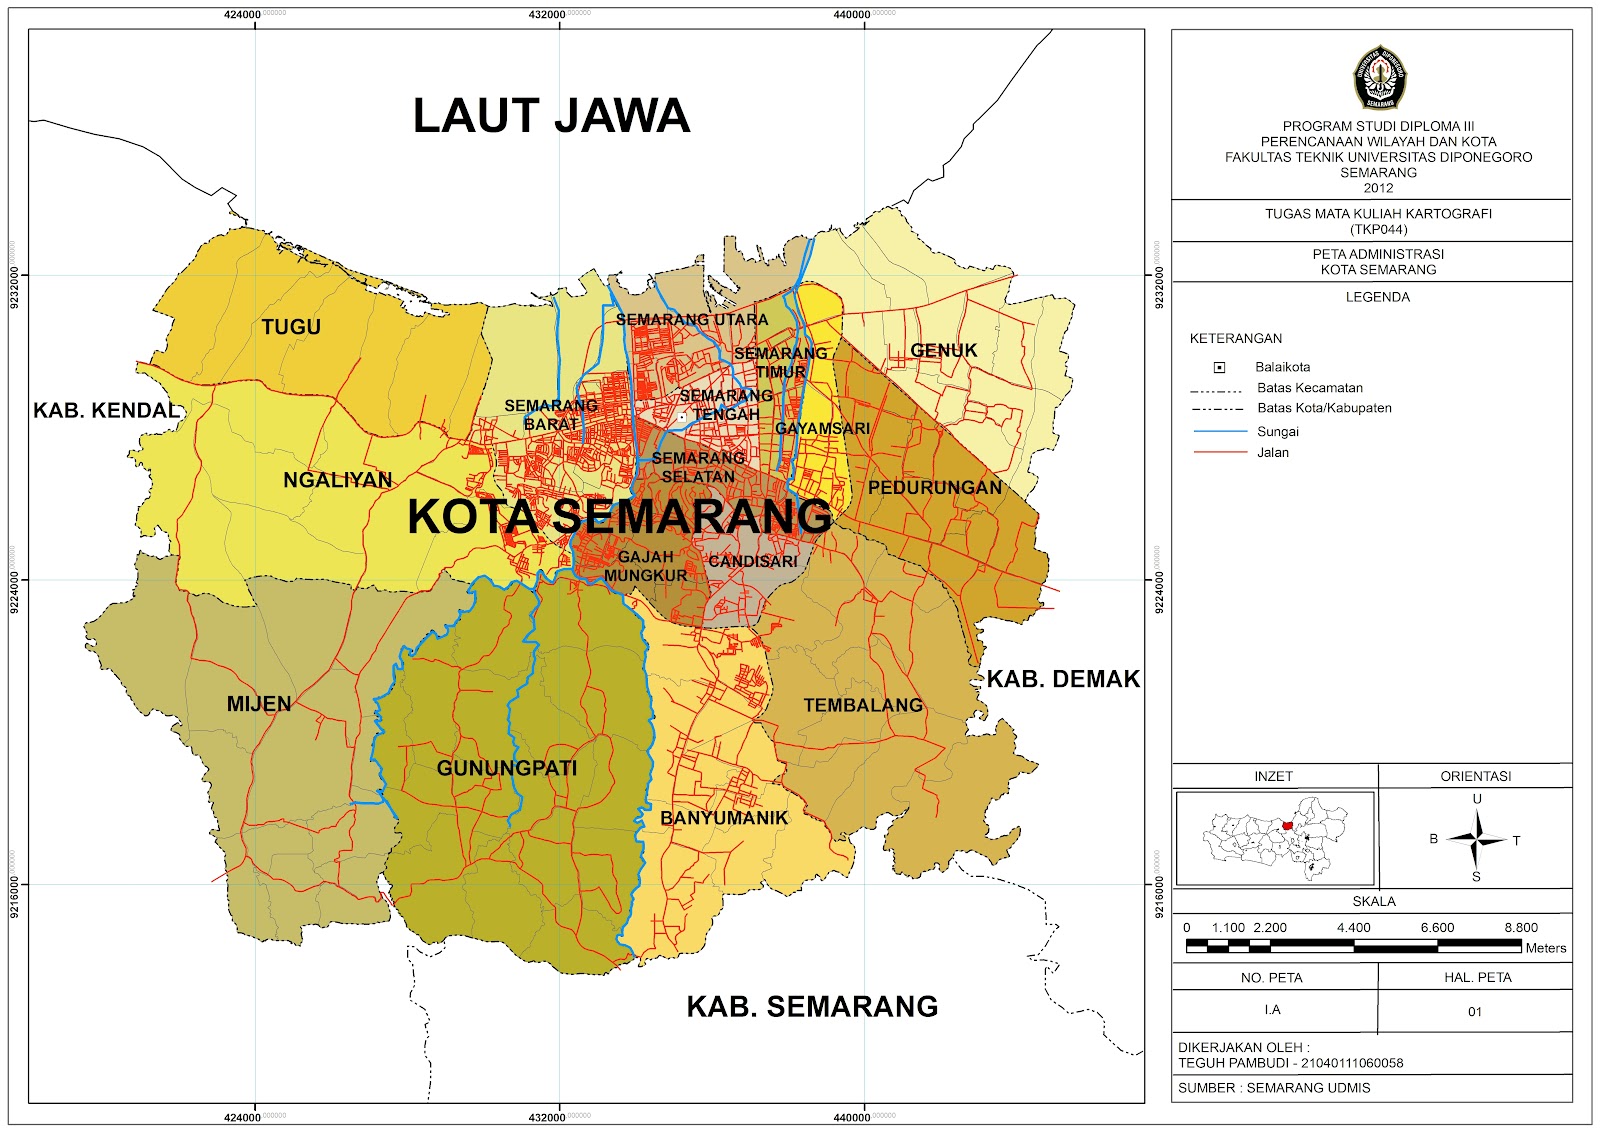 424000.000000 432000.000000 440000.000000
LAUT JAWA
9232000.000000
9232000.000000
TUGU
SEMARANG UTARA
SEMARANG
TIMUR
GENUK
KAB. KENDAL
SEMARANG
BARAT
SEMARANG
TENGAH
GAYAMSARI
NGALIYAN
SEMARANG
SELATAN
PEDURUNGAN
KOTA SEMARANG
GAJAH
MUNGKUR
CANDISARI
9224000.000000
9224000.000000
MIJEN
TEMBALANG
KAB. DEMAK
GUNUNGPATI
BANYUMANIK
9216000.000000
9216000.000000
KAB. SEMARANG
424000.000000 432000.000000 440000.000000
UNIVERSITAS DIPONEGORO
SEMARANG
PROGRAM STUDI DIPLOMA III
PERENCANAAN WILAYAH DAN KOTA
FAKULTAS TEKNIK UNIVERSITAS DIPONEGORO
SEMARANG
2012
TUGAS MATA KULIAH KARTOGRAFI
(TKP044)
PETA ADMINISTRASI
KOTA SEMARANG
LEGENDA
KETERANGAN
Balaikota
Batas Kecamatan
Batas Kota/Kabupaten
Sungai
Jalan
INZET
ORIENTASI
U
B T
S
SKALA
0 1.100 2.200 4.400 6.600 8.800
Meters
NO. PETA
HAL. PETA
I.A
01
DIKERJAKAN OLEH :
TEGUH PAMBUDI - 21040111060058
SUMBER : SEMARANG UDMIS